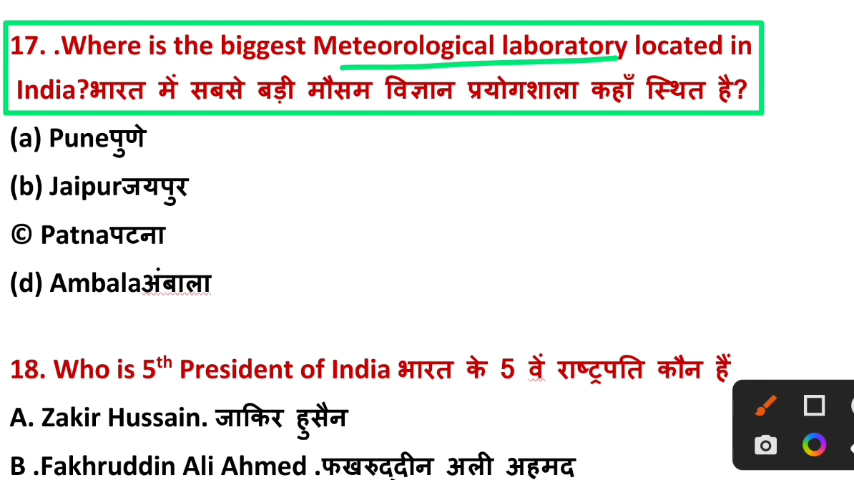 17. .Where is the biggest Meteorological laboratory located in
India?भारत में सबसे बड़ी मौसम विज्ञान प्रयोगशाला कहाँ स्थित है?
(a) Puneपुणे
(b) Jaipurजयपुर
© Patnaपटना
(d) Ambalaअंबाला
18. Who is 5th President of India भारत के 5 वें राष्ट्रपति कौन हैं
A. Zakir Hussain. जाकिर हुसैन
B .Fakhruddin Ali Ahmed .फखरुद्दीन अली अहमद